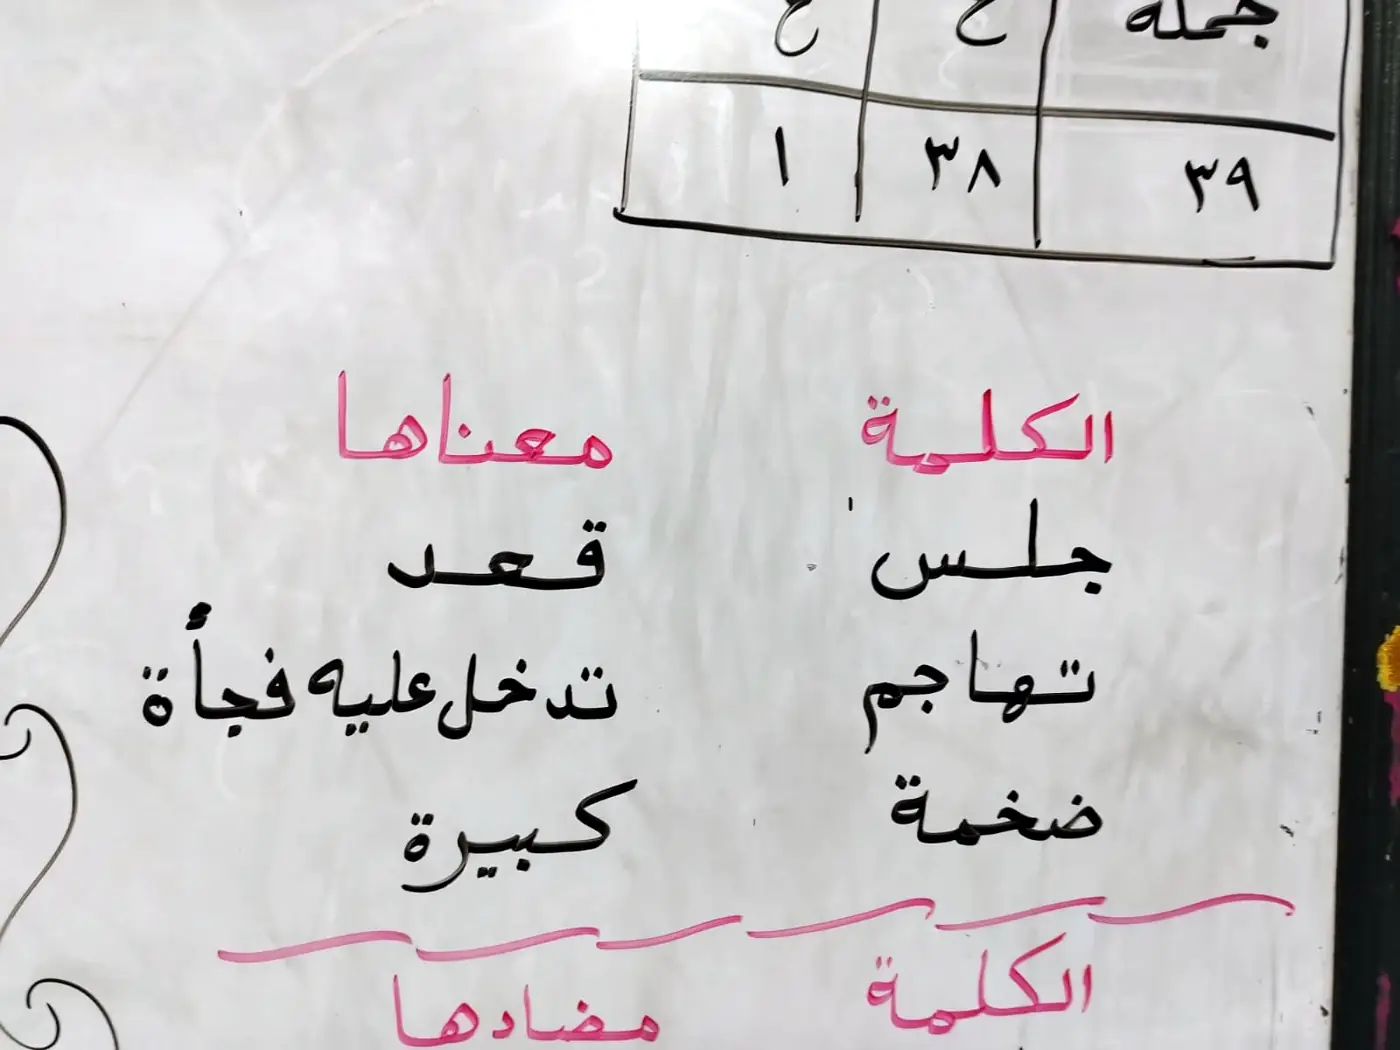 جملة ح غ
٣٩ ٣٨ ١
الكلمة معناها
جلس قعد
تهاجم تدخل عليه فجأة
ضخمة كبيرة
الكلمة مضادها